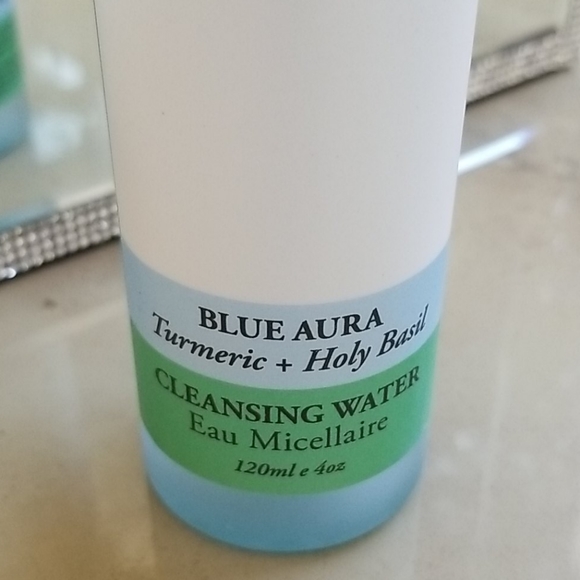 BLUE AURA
Turmeric + Holy Basil
CLEANSING WATER
Eau Micellaire
120ml e 4oz